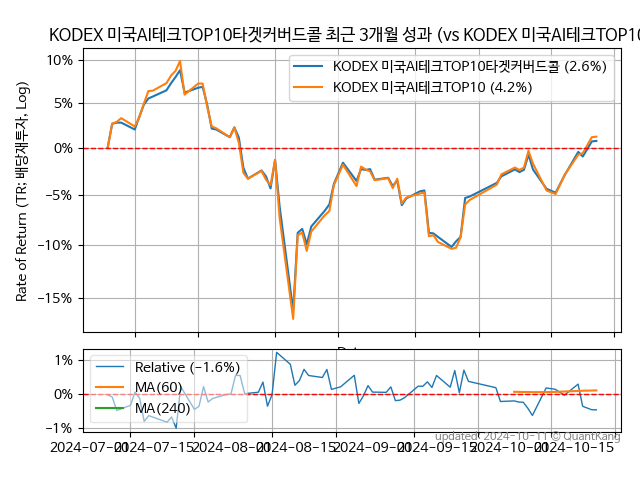 KODEX 미국AI테크TOP10타겟커버드콜 최근 3개월 성과 (vs KODEX 미국AI테크TOP10
10%
5%
0%
−5%
−10%
−15%
Rate of Return (TR: 배당재투자, Log)
KODEX 미국AI테크TOP10타겟커버드콜 (2.6%)
KODEX 미국AI테크TOP10 (4.2%)
1%
0%
−1%
Relative (−1.6%)
MA(60)
MA(240)
updated: 2024-10-11 © QuantKang
2024-07-01
2024-07-15
2024-08-01
2024-08-15
2024-09-01
2024-09-15
2024-10-01
2024-10-15